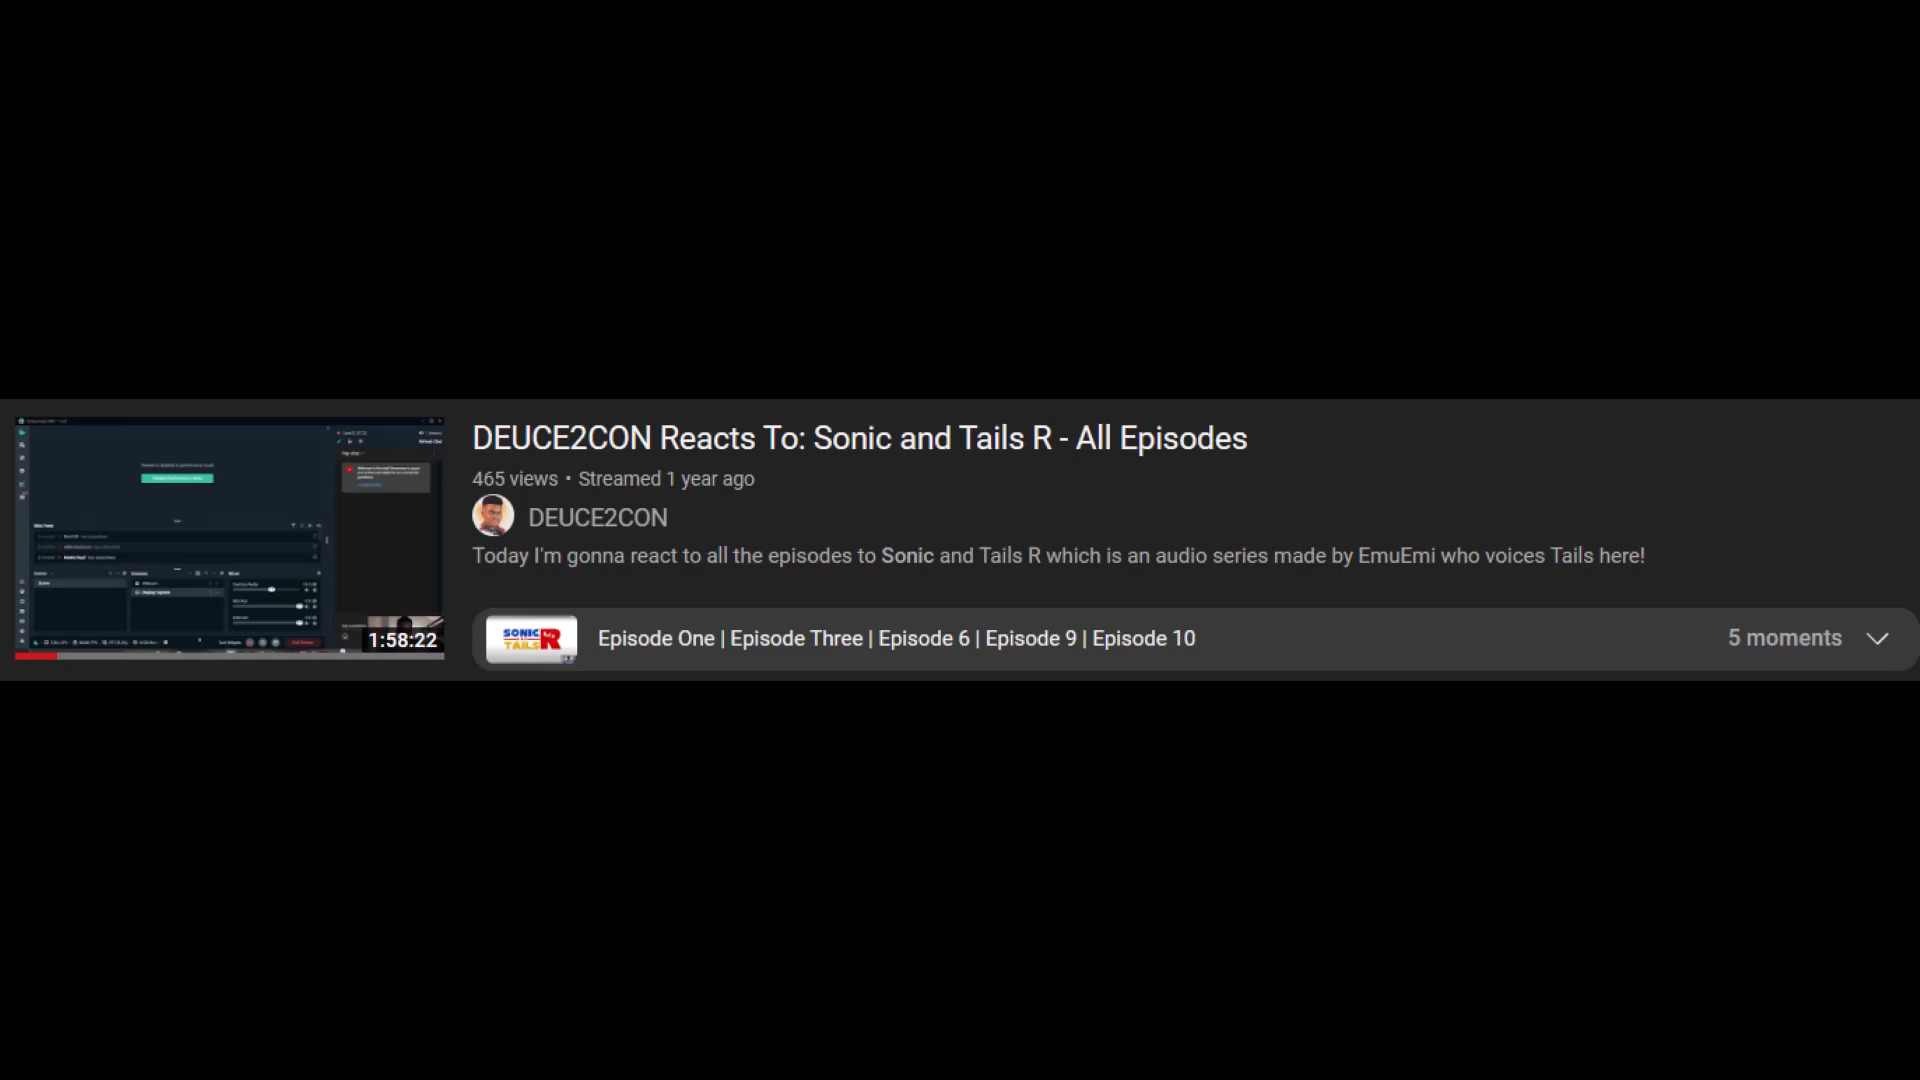 DEUCE2CON Reacts To: Sonic and Tails R - All Episodes
465 views • Streamed 1 year ago
DEUCE2CON
Today I'm gonna react to all the episodes to Sonic and Tails R which is an audio series made by EmuEmi who voices Tails here!
1:58:22
SONIC
TAILS R
Episode One | Episode Three | Episode 6 | Episode 9 | Episode 10
5 moments